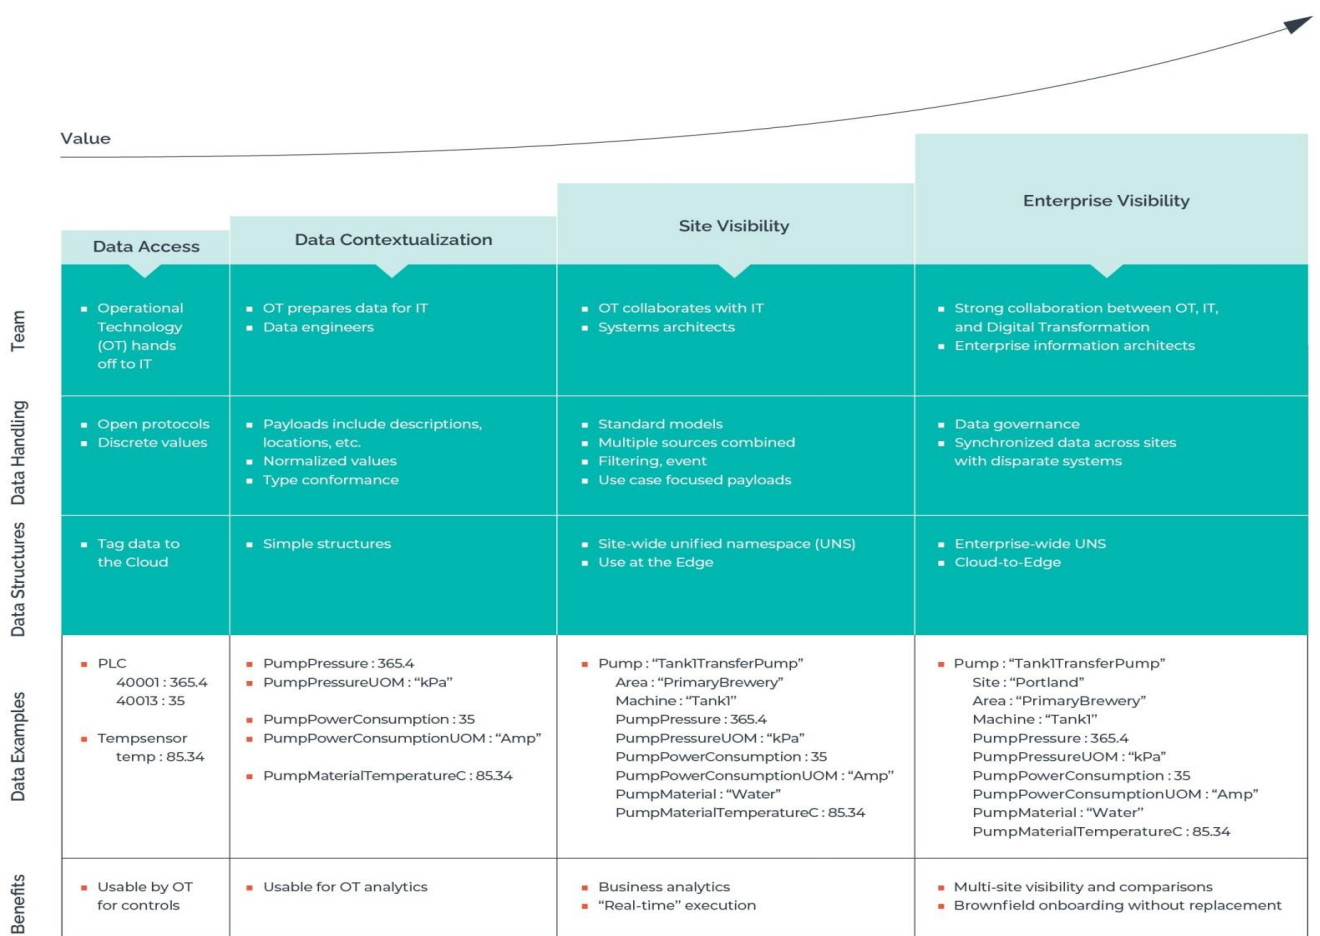 Value
Data Access
Data Contextualization
Site Visibility
Enterprise Visibility
Team
Operational
Technology
(OT) hands
off to IT
OT prepares data for IT
Data engineers
OT collaborates with IT
Systems architects
Strong collaboration between OT, IT,
and Digital Transformation
Enterprise information architects
Data Handling
Open protocols
Discrete values
Payloads include descriptions,
locations, etc.
Normalized values
Type conformance
Standard models
Multiple sources combined
Filtering, event
Use case focused payloads
Data governance
Synchronized data across sites
with disparate systems
Data Structures
Tag data to
the Cloud
Simple structures
Site-wide unified namespace (UNS)
Use at the Edge
Enterprise-wide UNS
Cloud-to-Edge
Data Examples
PLC
40001 : 365.4
40013 : 35
Tempsensor
temp : 85.34
PumpPressure : 365.4
PumpPressureUOM : “kPa”
PumpPowerConsumption : 35
PumpPowerConsumptionUOM : “Amp”
PumpMaterialTemperatureC : 85.34
Pump : “Tank1TransferPump”
Area : “PrimaryBrewery”
Machine : “Tank1”
PumpPressure : 365.4
PumpPressureUOM : “kPa”
PumpPowerConsumption : 35
PumpPowerConsumptionUOM : “Amp”
PumpMaterial : “Water”
PumpMaterialTemperatureC : 85.34
Pump : “Tank1TransferPump”
Site : “Portland”
Area : “PrimaryBrewery”
Machine : “Tank1”
PumpPressure : 365.4
PumpPressureUOM : “kPa”
PumpPowerConsumption : 35
PumpPowerConsumptionUOM : “Amp”
PumpMaterial : “Water”
PumpMaterialTemperatureC : 85.34
Benefits
Usable by OT
for controls
Usable for OT analytics
Business analytics
“Real-time” execution
Multi-site visibility and comparisons
Brownfield onboarding without replacement